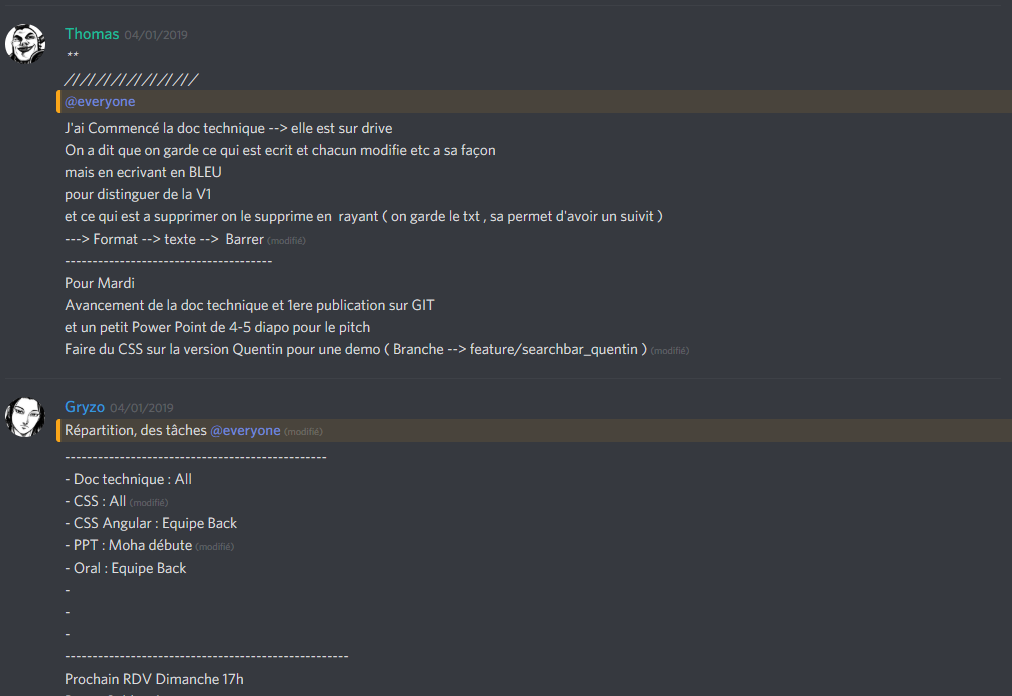 Thomas 04/01/2019
**
//////////////////
@everyone
J'ai Commencé la doc technique --> elle est sur drive
On a dit que on garde ce qui est ecrit et chacun modifie etc a sa façon
mais en ecrivant en BLEU
pour distinguer de la V1
et ce qui est a supprimer on le supprime en  rayant ( on garde le txt , sa permet d'avoir un suivit )
---> Format --> texte -->  Barrer (modifié)
--------------------------------------
Pour Mardi
Avancement de la doc technique et 1ere publication sur GIT
et un petit Power Point de 4-5 diapo pour le pitch
Faire du CSS sur la version Quentin pour une demo ( Branche --> feature/searchbar_quentin ) (modifié)
Gryzo 04/01/2019
Répartition, des tâches @everyone (modifié)
------------------------------------------------
- Doc technique : All
- CSS : All (modifié)
- CSS Angular : Equipe Back
- PPT : Moha débute (modifié)
- Oral : Equipe Back
-
-
-
----------------------------------------------------
Prochain RDV Dimanche 17h